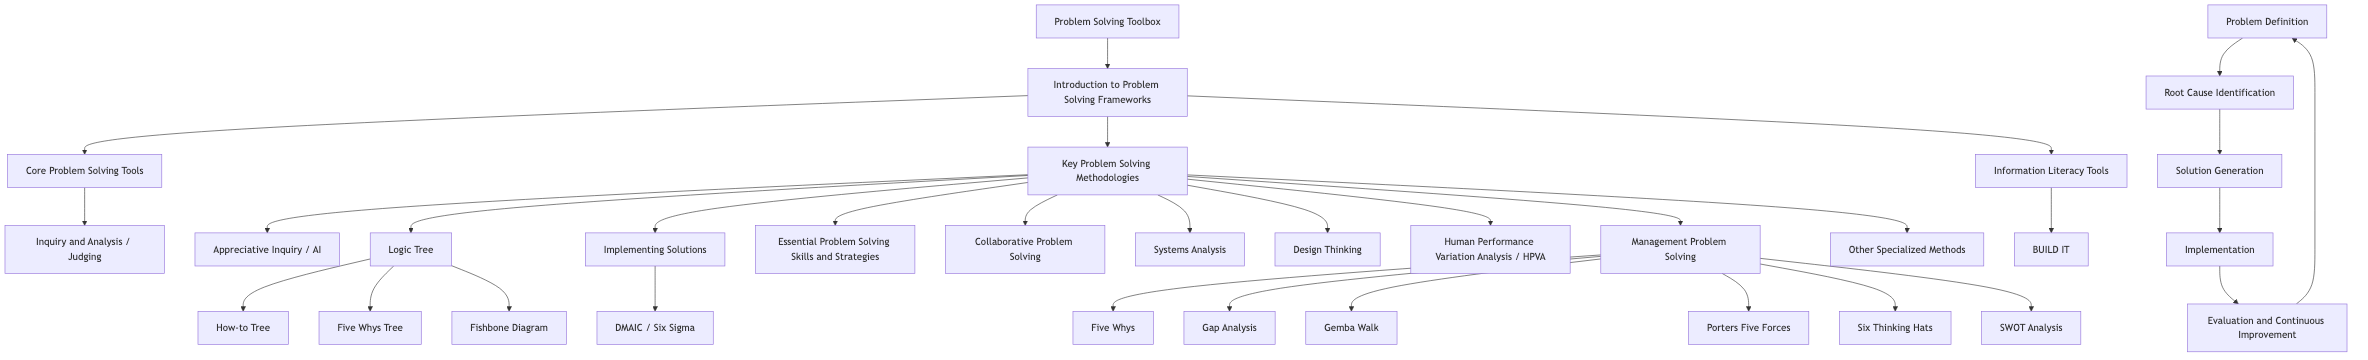 Problem Solving Toolbox
Problem Definition
Introduction to Problem
Solving Frameworks
Root Cause Identification
Core Problem Solving Tools
Key Problem Solving
Methodologies
Information Literacy Tools
Solution Generation
Inquiry and Analysis /
Judging
Appreciative Inquiry / AI
Logic Tree
Implementing Solutions
Essential Problem Solving
Skills and Strategies
Collaborative Problem
Solving
Systems Analysis
Design Thinking
Human Performance
Variation Analysis / HPVA
Management Problem
Solving
Other Specialized Methods
BUILD IT
Implementation
How-to Tree
Five Whys Tree
Fishbone Diagram
DMAIC / Six Sigma
Five Whys
Gap Analysis
Gemba Walk
Porters Five Forces
Six Thinking Hats
SWOT Analysis
Evaluation and Continuous
Improvement